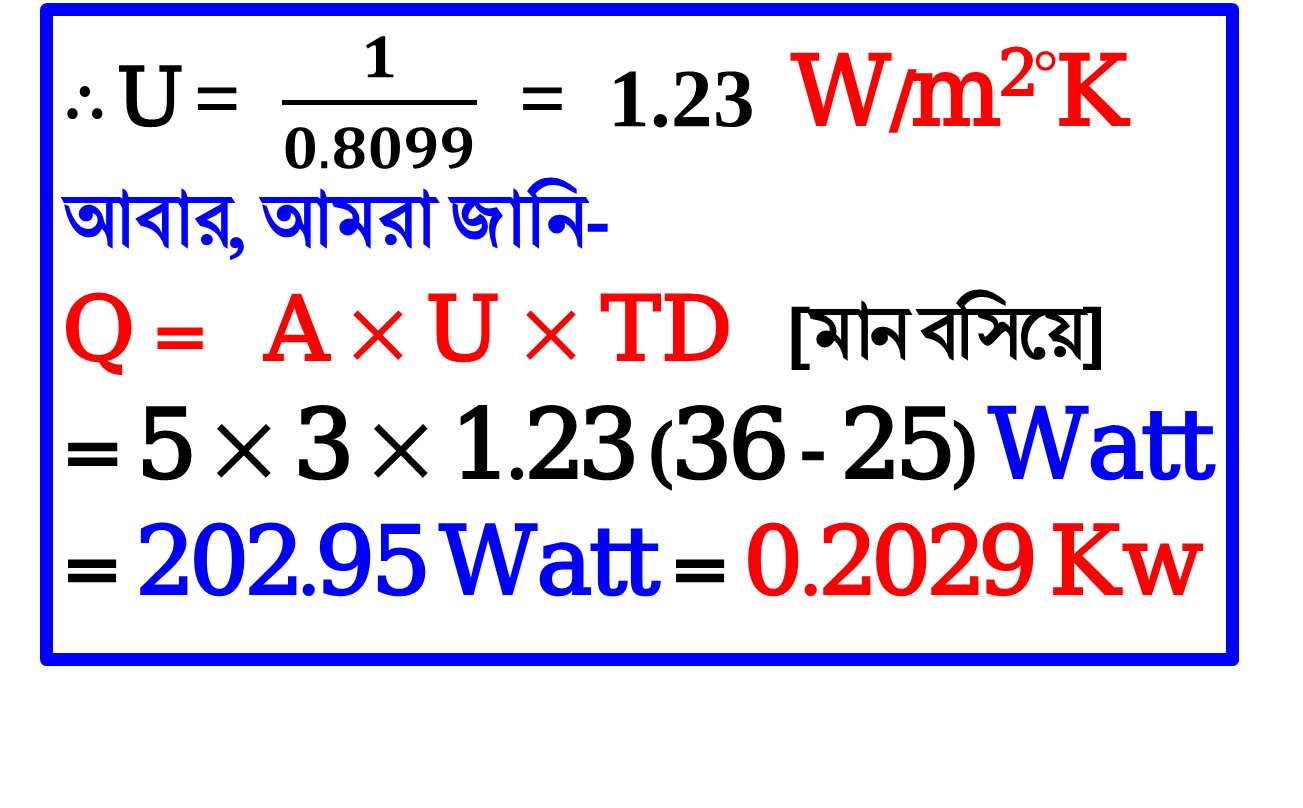 ∴ U = 1/0.8099 = 1.23 W/m²°K
আবার, আমরা জানি-
Q = A × U × TD [মান বসিয়ে]
= 5 × 3 × 1.23 (36 - 25) Watt
= 202.95 Watt = 0.2029 Kw